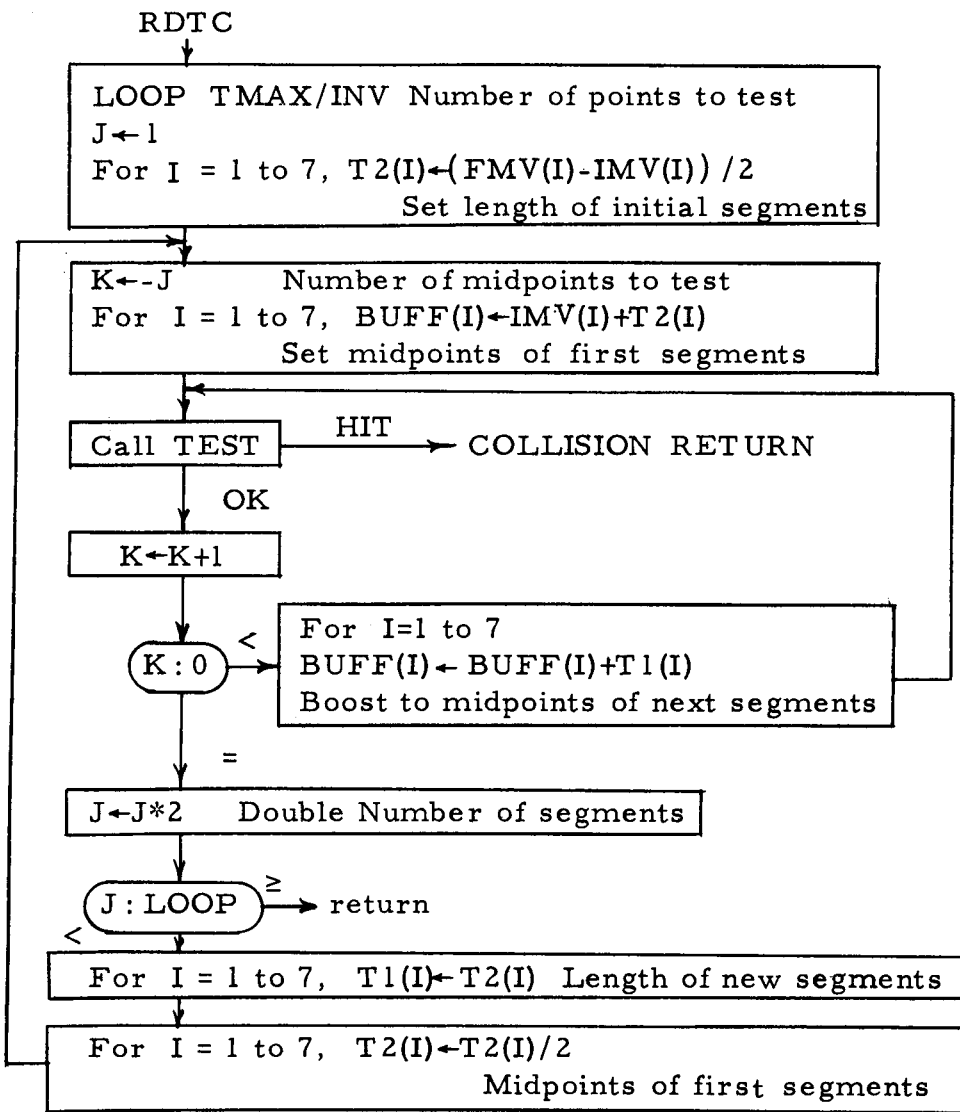 RDTC
LOOP TMAX/INV Number of points to test
J←1
For I = 1 to 7, T2(I)←(FMV(I)-IMV(I)) /2
Set length of initial segments
K←-J Number of midpoints to test
For I = 1 to 7, BUFF(I)←IMV(I)+T2(I)
Set midpoints of first segments
Call TEST
HIT
COLLISION RETURN
OK
K←K+1
K:0
<
For I=1 to 7
BUFF(I)← BUFF(I)+T1(I)
Boost to midpoints of next segments
=
J←J*2 Double Number of segments
J:LOOP
≥
return
<
For I = 1 to 7, T1(I)←T2(I) Length of new segments
For I = 1 to 7, T2(I)←T2(I)/2
Midpoints of first segments